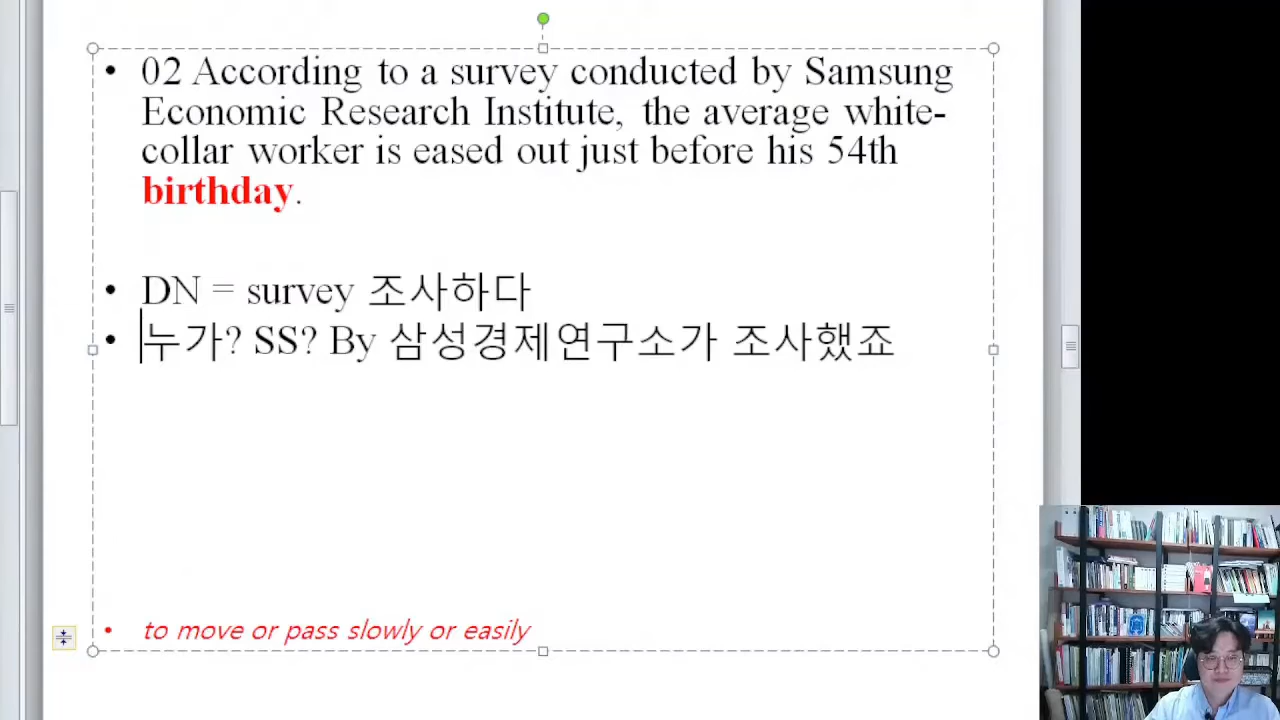 • 02 According to a survey conducted by Samsung
Economic Research Institute, the average white-
collar worker is eased out just before his 54th
birthday.
• DN = survey 조사하다
• 누가? SS? By 삼성경제연구소가 조사했죠
• to move or pass slowly or easily